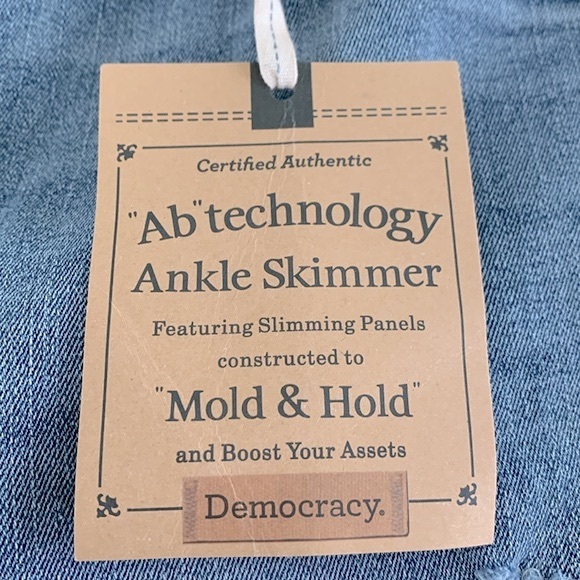 Certified Authentic
"Ab"technology
Ankle Skimmer
Featuring Slimming Panels
constructed to
"Mold & Hold"
and Boost Your Assets
Democracy.